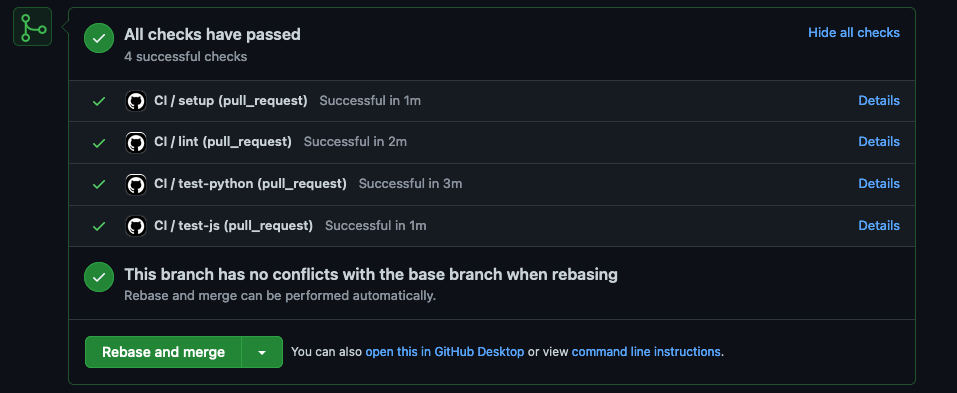 All checks have passed
Hide all checks
4 successful checks
CI / setup (pull_request) Successful in 1m Details
CI / lint (pull_request) Successful in 2m Details
CI / test-python (pull_request) Successful in 3m Details
CI / test-js (pull_request) Successful in 1m Details
This branch has no conflicts with the base branch when rebasing
Rebase and merge can be performed automatically.
Rebase and merge You can also open this in GitHub Desktop or view command line instructions.